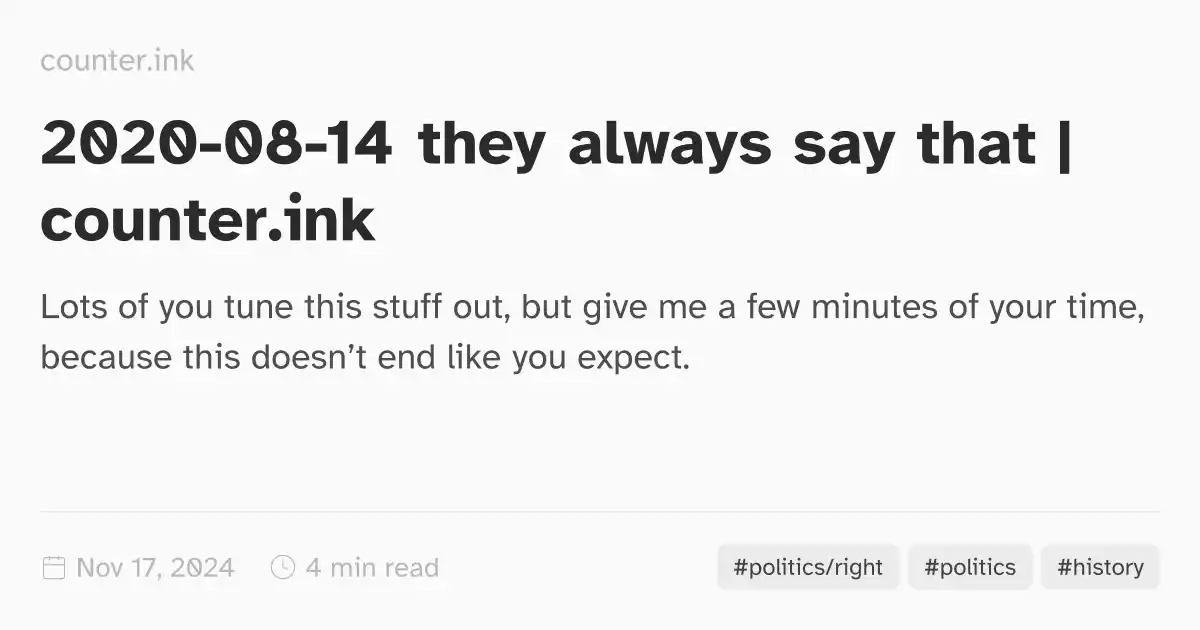 counter.ink
2020-08-14 they always say that |
counter.ink
Lots of you tune this stuff out, but give me a few minutes of your time,
because this doesn’t end like you expect.
Nov 17, 2024 4 min read #politics/right #politics #history